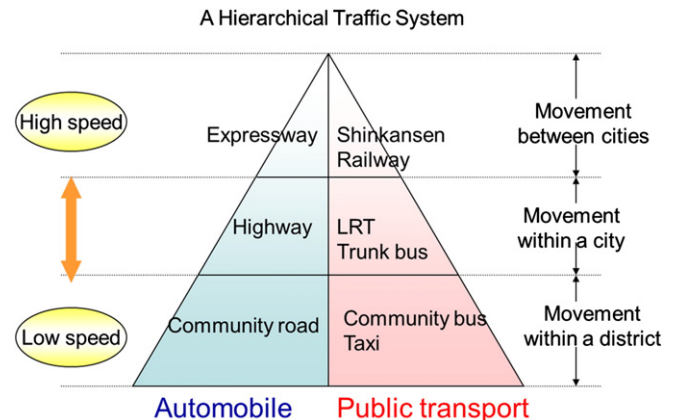 A Hierarchical Traffic System
High speed
Expressway
Shinkansen
Railway
Movement
between cities
Highway
LRT
Trunk bus
Movement
within a city
Low speed
Community road
Community bus
Taxi
Movement
within a district
Automobile
Public transport